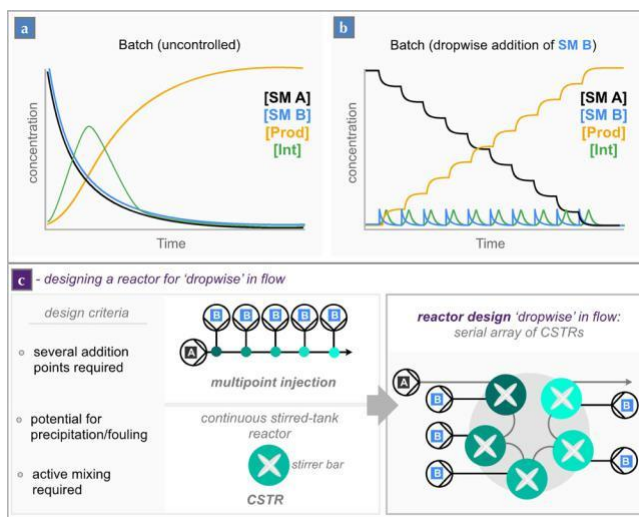 a
Batch (uncontrolled)
[SM A]
[SM B]
[Prod]
[Int]
concentration
Time
b
Batch (dropwise addition of SM B)
[SM A]
[SM B]
[Prod]
[Int]
concentration
Time
c - designing a reactor for ‘dropwise’ in flow
design criteria
several addition
points required
potential for
precipitation/fouling
active mixing
required
B B B B B
A
multipoint injection
continuous stirred-tank
reactor
stirrer bar
CSTR
reactor design ‘dropwise’ in flow:
serial array of CSTRs
A
B B
B
B B